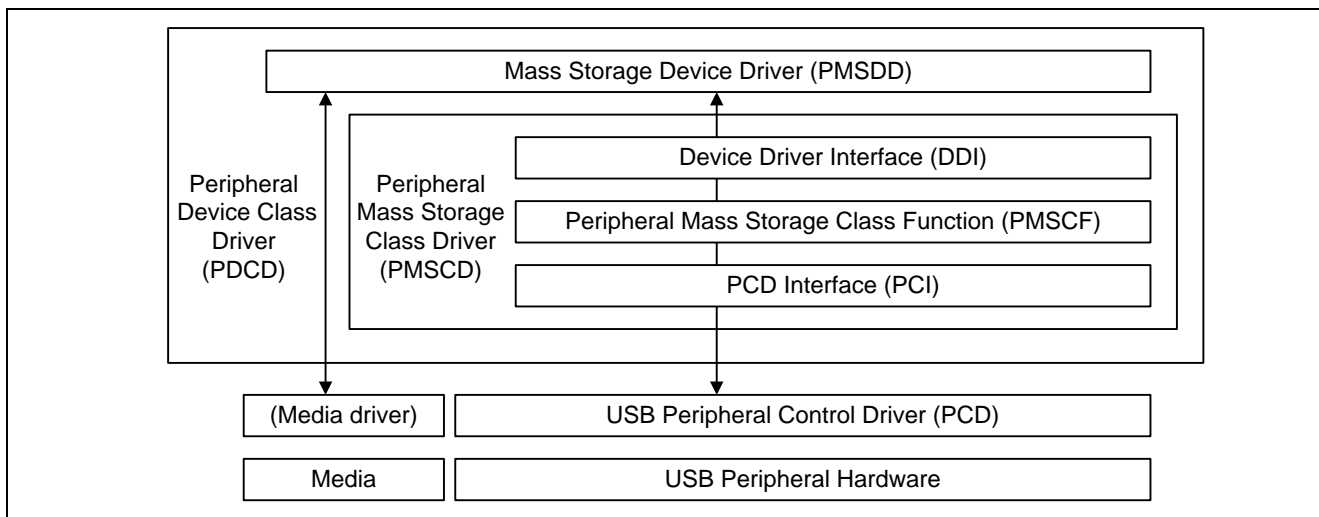 Mass Storage Device Driver (PMSDD)
Peripheral
Device Class
Driver
(PDCD)
Peripheral
Mass Storage
Class Driver
(PMSCD)
Device Driver Interface (DDI)
Peripheral Mass Storage Class Function (PMSCF)
PCD Interface (PCI)
(Media driver)
USB Peripheral Control Driver (PCD)
Media
USB Peripheral Hardware